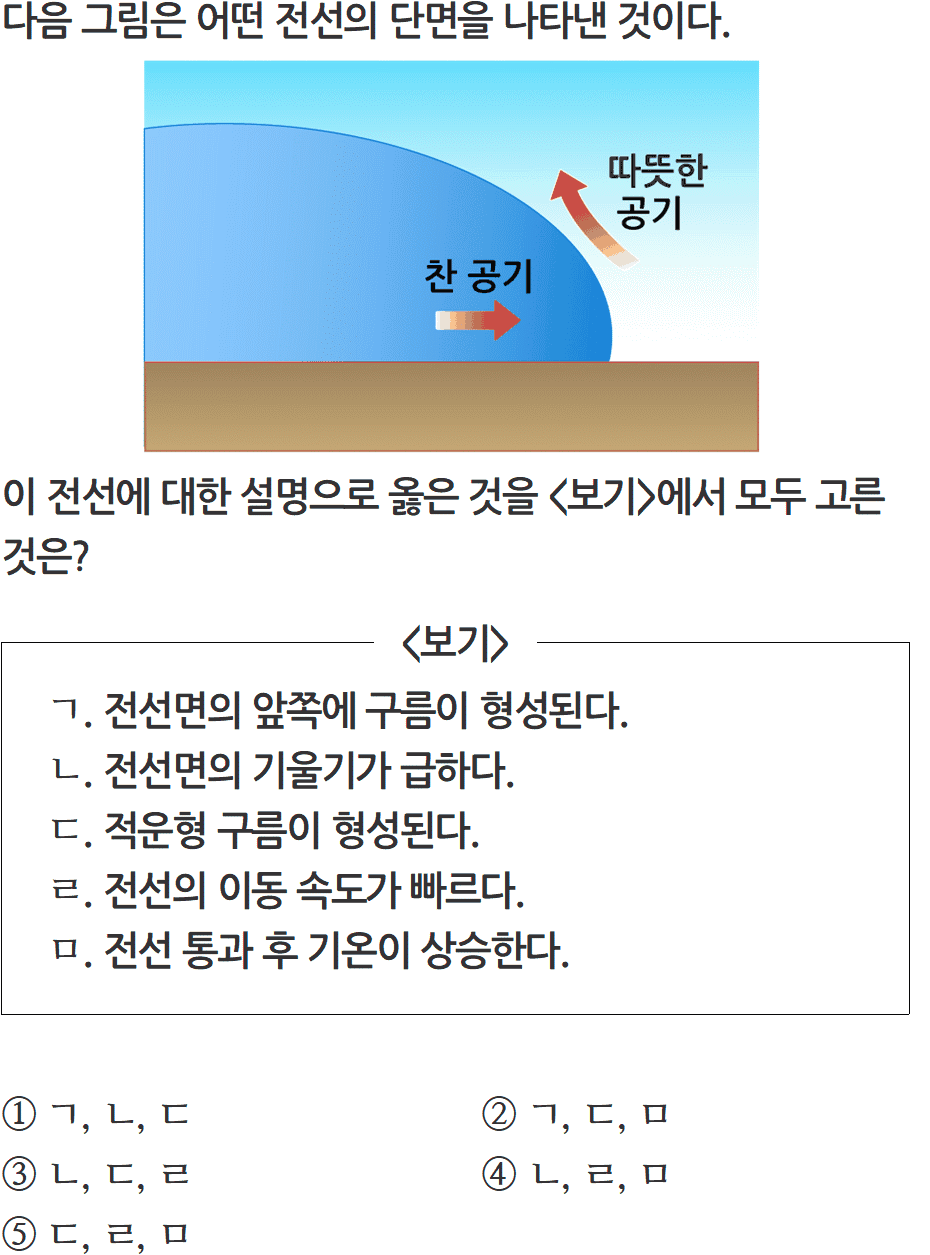 다음 그림은 어떤 전선의 단면을 나타낸 것이다.
따뜻한
공기
찬 공기
이 전선에 대한 설명으로 옳은 것을 <보기>에서 모두 고른
것은?
<보기>
ㄱ. 전선면의 앞쪽에 구름이 형성된다.
ㄴ. 전선면의 기울기가 급하다.
ㄷ. 적운형 구름이 형성된다.
ㄹ. 전선의 이동 속도가 빠르다.
ㅁ. 전선 통과 후 기온이 상승한다.
① ㄱ, ㄴ, ㄷ ② ㄱ, ㄷ, ㅁ
③ ㄴ, ㄷ, ㄹ ④ ㄴ, ㄹ, ㅁ
⑤ ㄷ, ㄹ, ㅁ